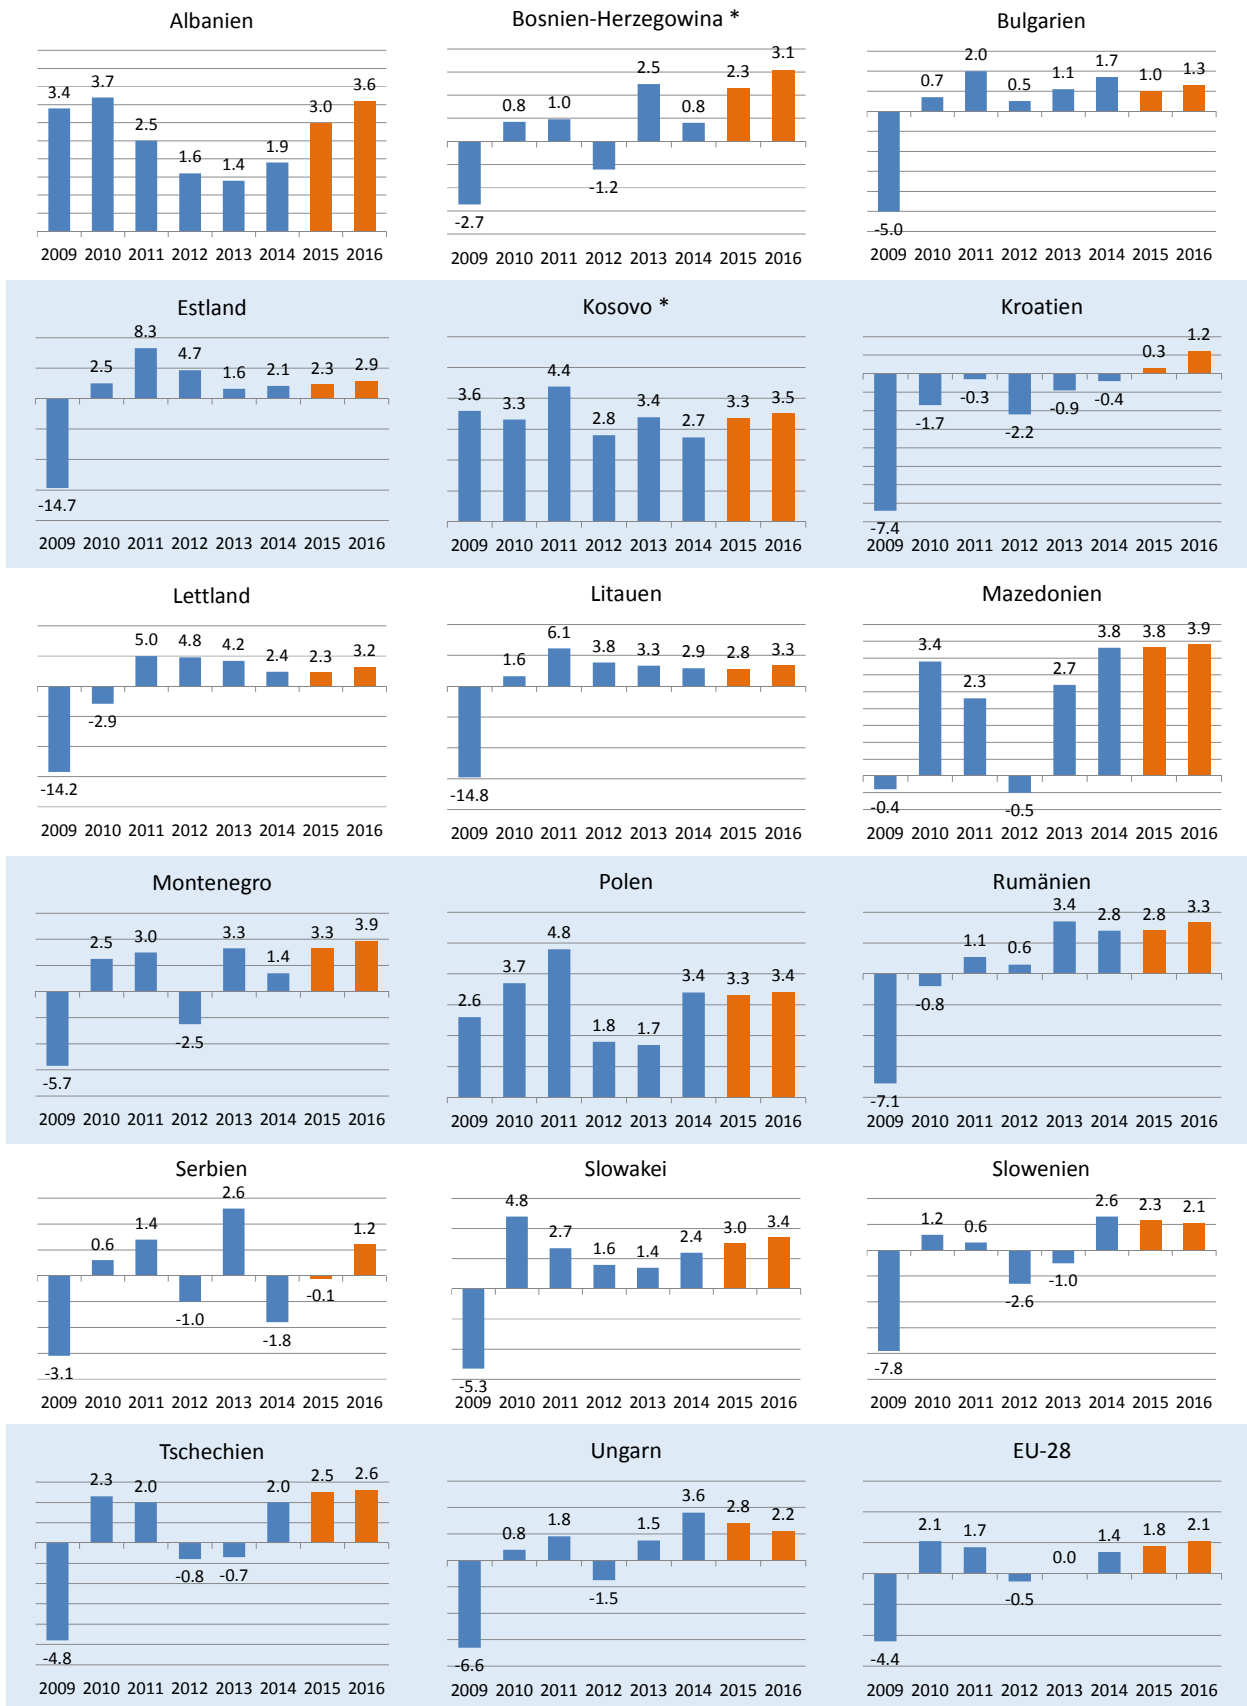 Albanien
3.4 3.7 2.5 1.6 1.4 1.9 3.0 3.6
2009 2010 2011 2012 2013 2014 2015 2016
Bosnien-Herzegowina *
-2.7 0.8 1.0 -1.2 2.5 0.8 2.3 3.1
2009 2010 2011 2012 2013 2014 2015 2016
Bulgarien
-5.0 0.7 2.0 0.5 1.1 1.7 1.0 1.3
2009 2010 2011 2012 2013 2014 2015 2016
Estland
-14.7 2.5 8.3 4.7 1.6 2.1 2.3 2.9
2009 2010 2011 2012 2013 2014 2015 2016
Kosovo *
3.6 3.3 4.4 2.8 3.4 2.7 3.3 3.5
2009 2010 2011 2012 2013 2014 2015 2016
Kroatien
-7.4 -1.7 -0.3 -2.2 -0.9 -0.4 0.3 1.2
2009 2010 2011 2012 2013 2014 2015 2016
Lettland
-14.2 -2.9 5.0 4.8 4.2 2.4 2.3 3.2
2009 2010 2011 2012 2013 2014 2015 2016
Litauen
-14.8 1.6 6.1 3.8 3.3 2.9 2.8 3.3
2009 2010 2011 2012 2013 2014 2015 2016
Mazedonien
-0.4 3.4 2.3 -0.5 2.7 3.8 3.8 3.9
2009 2010 2011 2012 2013 2014 2015 2016
Montenegro
-5.7 2.5 3.0 -2.5 3.3 1.4 3.3 3.9
2009 2010 2011 2012 2013 2014 2015 2016
Polen
2.6 3.7 4.8 1.8 1.7 3.4 3.3 3.4
2009 2010 2011 2012 2013 2014 2015 2016
Rumänien
-7.1 -0.8 1.1 0.6 3.4 2.8 2.8 3.3
2009 2010 2011 2012 2013 2014 2015 2016
Serbien
-3.1 0.6 1.4 -1.0 2.6 -1.8 -0.1 1.2
2009 2010 2011 2012 2013 2014 2015 2016
Slowakei
-5.3 4.8 2.7 1.6 1.4 2.4 3.0 3.4
2009 2010 2011 2012 2013 2014 2015 2016
Slowenien
-7.8 1.2 0.6 -2.6 -1.0 2.6 2.3 2.1
2009 2010 2011 2012 2013 2014 2015 2016
Tschechien
-4.8 2.3 2.0 -0.8 -0.7 2.0 2.5 2.6
2009 2010 2011 2012 2013 2014 2015 2016
Ungarn
-6.6 0.8 1.8 -1.5 1.5 3.6 2.8 2.2
2009 2010 2011 2012 2013 2014 2015 2016
EU-28
-4.4 2.1 1.7 -0.5 0.0 1.4 1.8 2.1
2009 2010 2011 2012 2013 2014 2015 2016